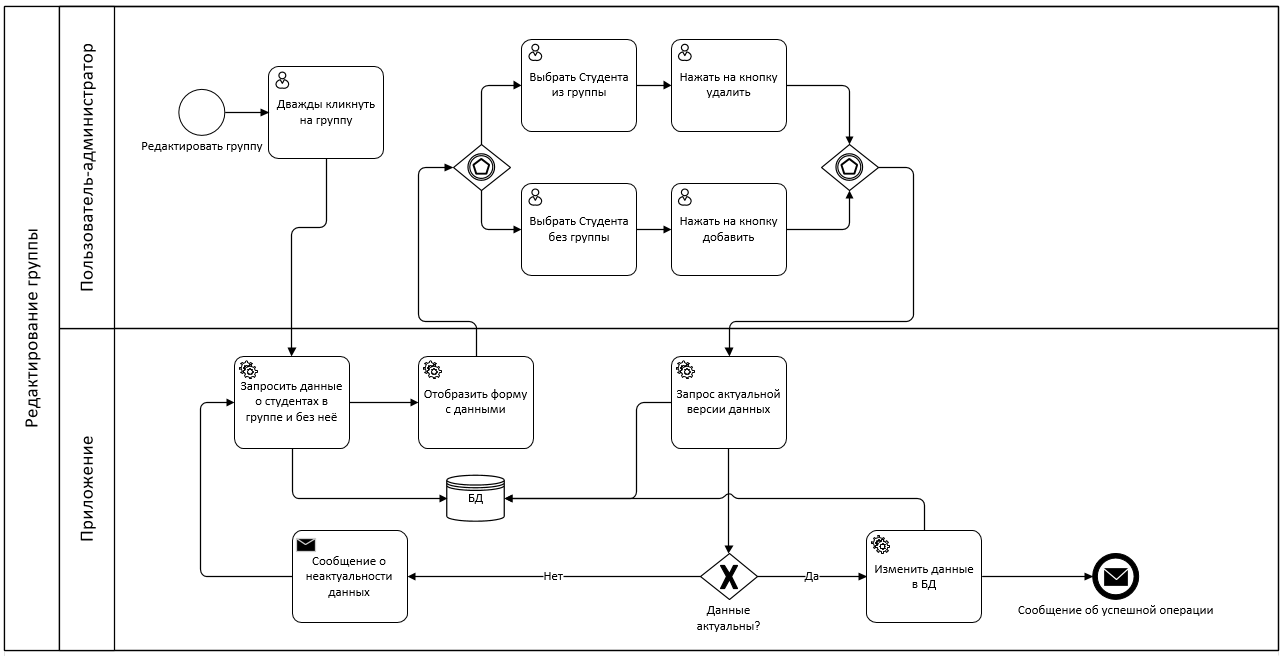 Редактирование группы
Пользователь-администратор
Редактировать группу
Дважды кликнуть
на группу
Выбрать Студента
из группы
Нажать на кнопку
удалить
Выбрать Студента
без группы
Нажать на кнопку
добавить
Приложение
Запросить данные
о студентах в
группе и без неё
Отобразить форму
с данными
Запрос актуальной
версии данных
БД
Сообщение о
неактуальности
данных
Нет
Данные
актуальны?
Да
Изменить данные
в БД
Сообщение об успешной операции